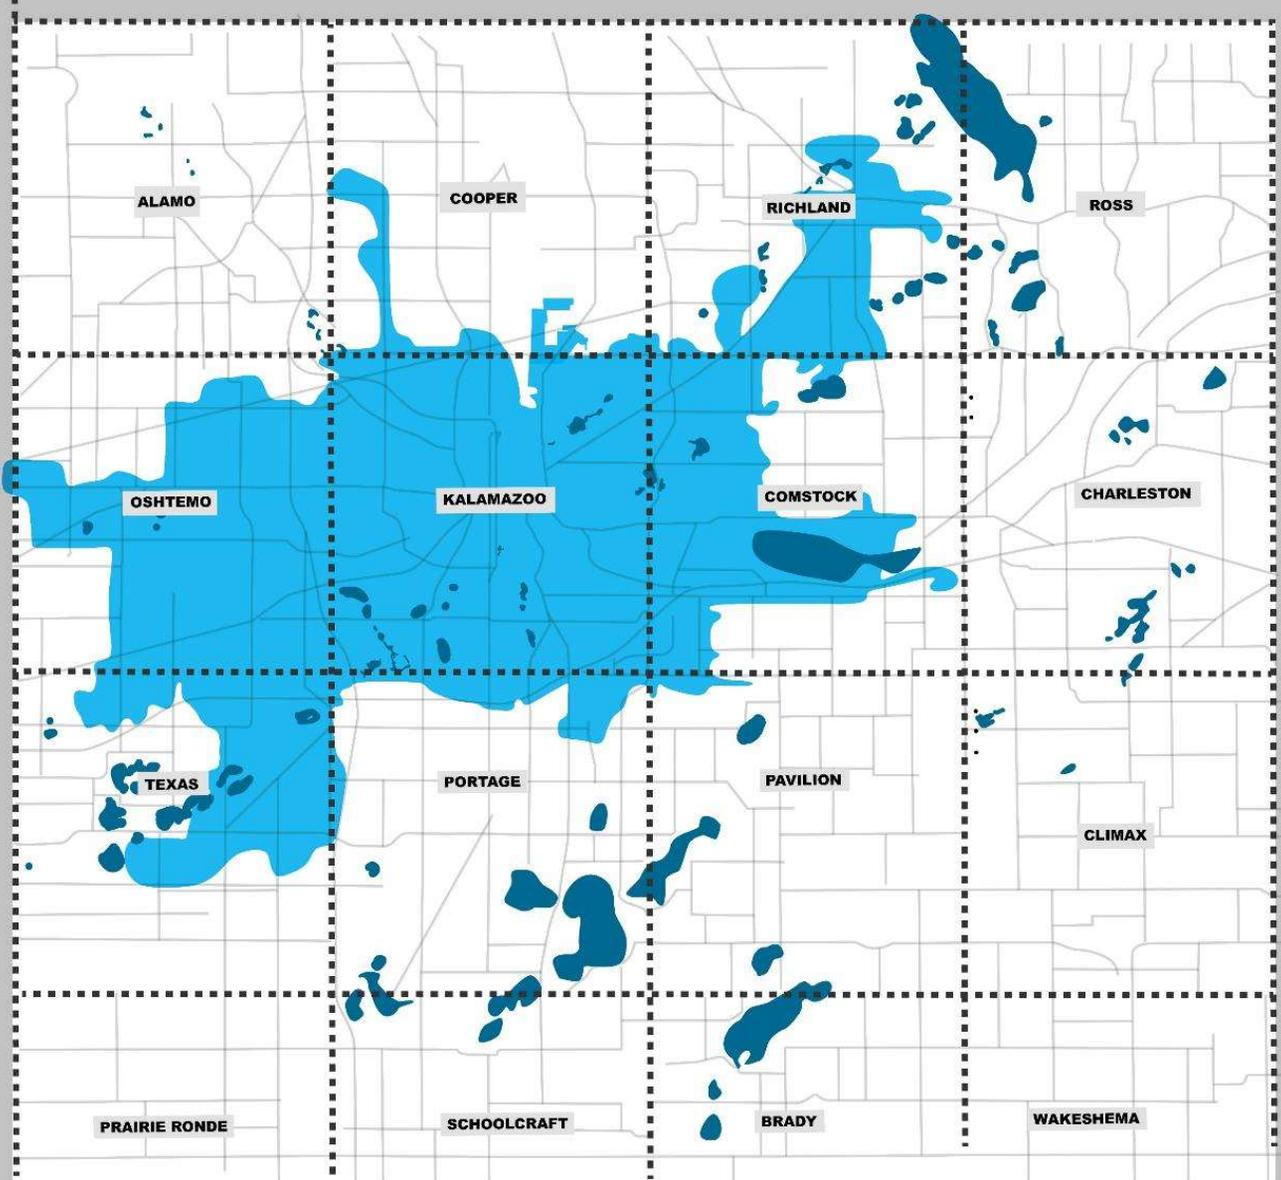 ALAMO
COOPER
RICHLAND
ROSS
OSHTEMO
KALAMAZOO
COMSTOCK
CHARLESTON
TEXAS
PORTAGE
PAVILION
CLIMAX
PRAIRIE RONDE
SCHOOLCRAFT
BRADY
WAKESHEMA